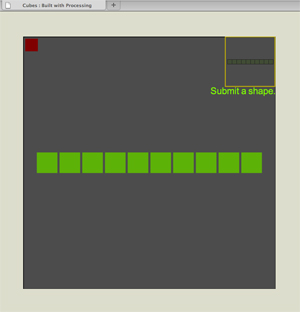 Cubes : Built with Processing
+
Submit a shape.